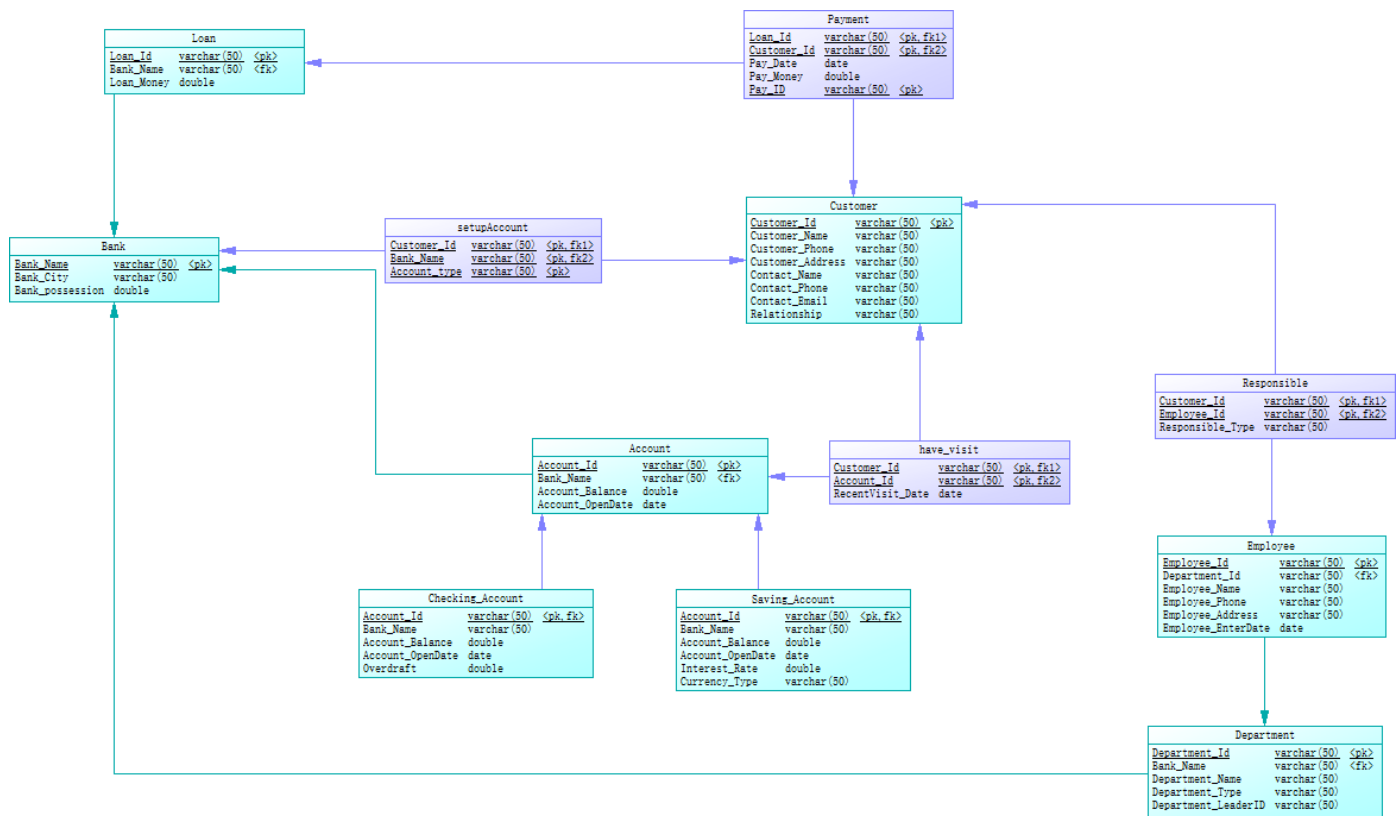 Loan
Loan_Id varchar(50) <pk>
Bank_Name varchar(50) <fk>
Loan_Money double
Payment
Loan_Id varchar(50) <pk,fk1>
Customer_Id varchar(50) <pk,fk2>
Pay_Date date
Pay_Money double
Pay_ID varchar(50) <pk>
Bank
Bank_Name varchar(50) <pk>
Bank_City varchar(50)
Bank_possession double
setupAccount
Customer_Id varchar(50) <pk,fk1>
Bank_Name varchar(50) <pk,fk2>
Account_type varchar(50) <pk>
Customer
Customer_Id varchar(50) <pk>
Customer_Name varchar(50)
Customer_Phone varchar(50)
Customer_Address varchar(50)
Contact_Name varchar(50)
Contact_Phone varchar(50)
Contact_Email varchar(50)
Relationship varchar(50)
Responsible
Customer_Id varchar(50) <pk,fk1>
Employee_Id varchar(50) <pk,fk2>
Responsible_Type varchar(50)
Account
Account_Id varchar(50) <pk>
Bank_Name varchar(50) <fk>
Account_Balance double
Account_OpenDate date
have_visit
Customer_Id varchar(50) <pk,fk1>
Account_Id varchar(50) <pk,fk2>
RecentVisit_Date date
Employee
Employee_Id varchar(50) <pk>
Department_Id varchar(50) <fk>
Employee_Name varchar(50)
Employee_Phone varchar(50)
Employee_Address varchar(50)
Employee_EnterDate date
Checking_Account
Account_Id varchar(50) <pk,fk>
Bank_Name varchar(50)
Account_Balance double
Account_OpenDate date
Overdraft double
Saving_Account
Account_Id varchar(50) <pk,fk>
Bank_Name varchar(50)
Account_Balance double
Account_OpenDate date
Interest_Rate double
Currency_Type varchar(50)
Department
Department_Id varchar(50) <pk>
Bank_Name varchar(50) <fk>
Department_Name varchar(50)
Department_Type varchar(50)
Department_LeaderID varchar(50)